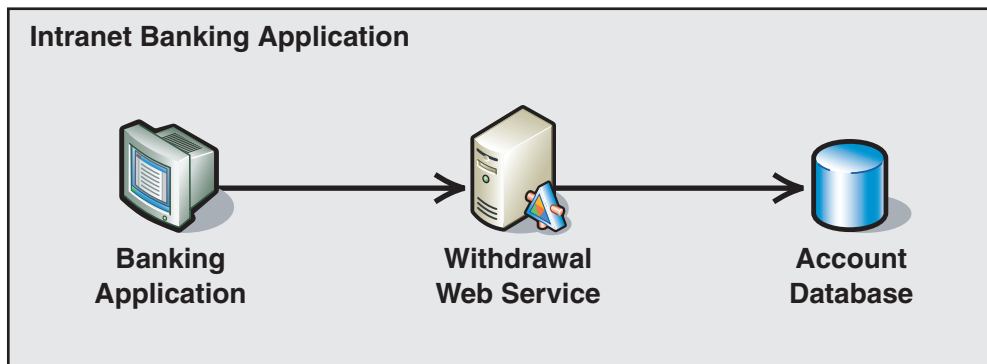 Intranet Banking Application
Banking
Application
Withdrawal
Web Service
Account
Database